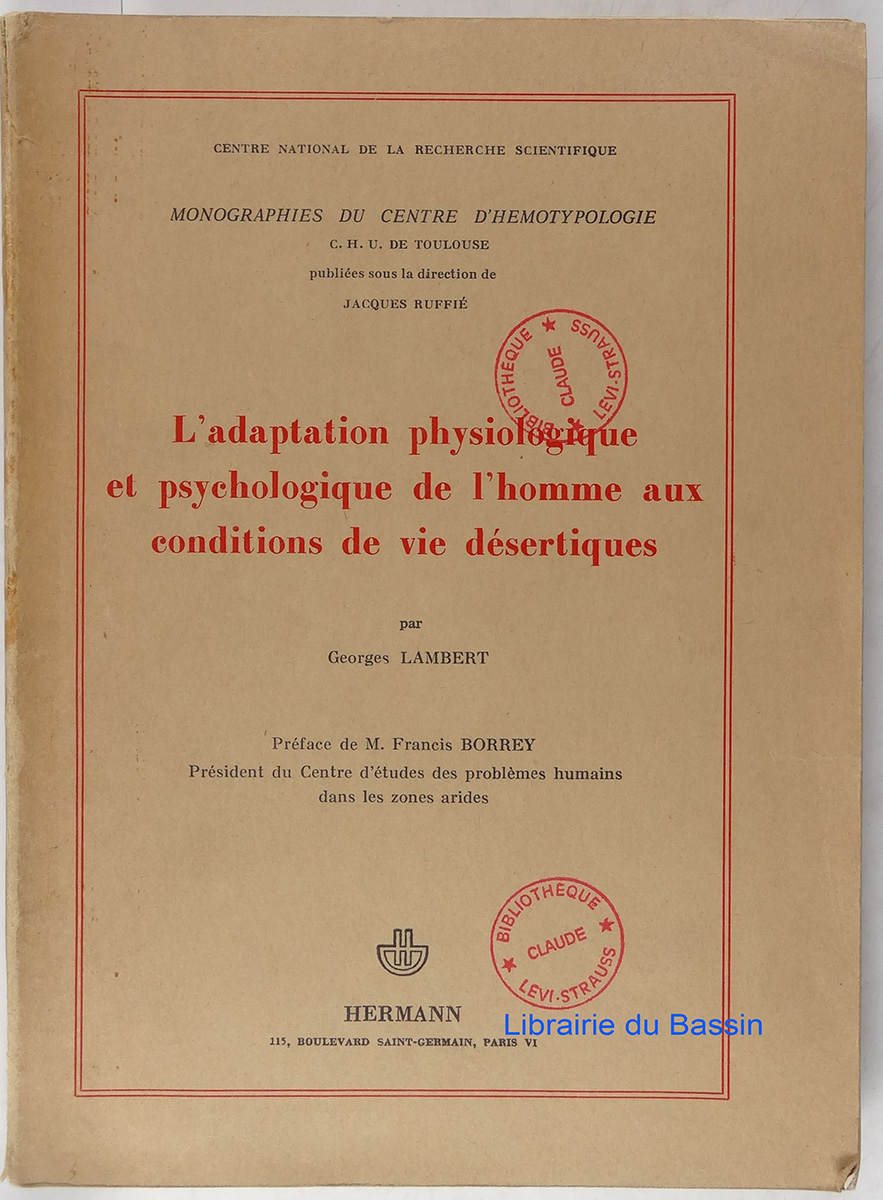 CENTRE NATIONAL DE LA RECHERCHE SCIENTIFIQUE
MONOGRAPHIES DU CENTRE D'HEMOTYPOLOGIE
C. H. U. DE TOULOUSE
publiées sous la direction de
JACQUES RUFFIÉ
BIBLIOTHÈQUE ★ LEVI-STRAUSS ★
CLAUDE
L'adaptation physiologique
et psychologique de l'homme aux
conditions de vie désertiques
par
Georges LAMBERT
Préface de M. Francis BORREY
Président du Centre d'études des problèmes humains
dans les zones arides
BIBLIOTHÈQUE ★ LEVI-STRAUSS ★
CLAUDE
HERMANN
Librairie du Bassin
115, BOULEVARD SAINT-GERMAIN, PARIS VI